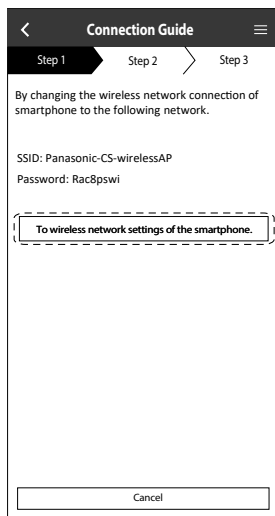 Connection Guide
Step 1 Step 2 Step 3
By changing the wireless network connection of
smartphone to the following network.
SSID: Panasonic-CS-wirelessAP
Password: Rac8pswi
To wireless network settings of the smartphone.
Cancel